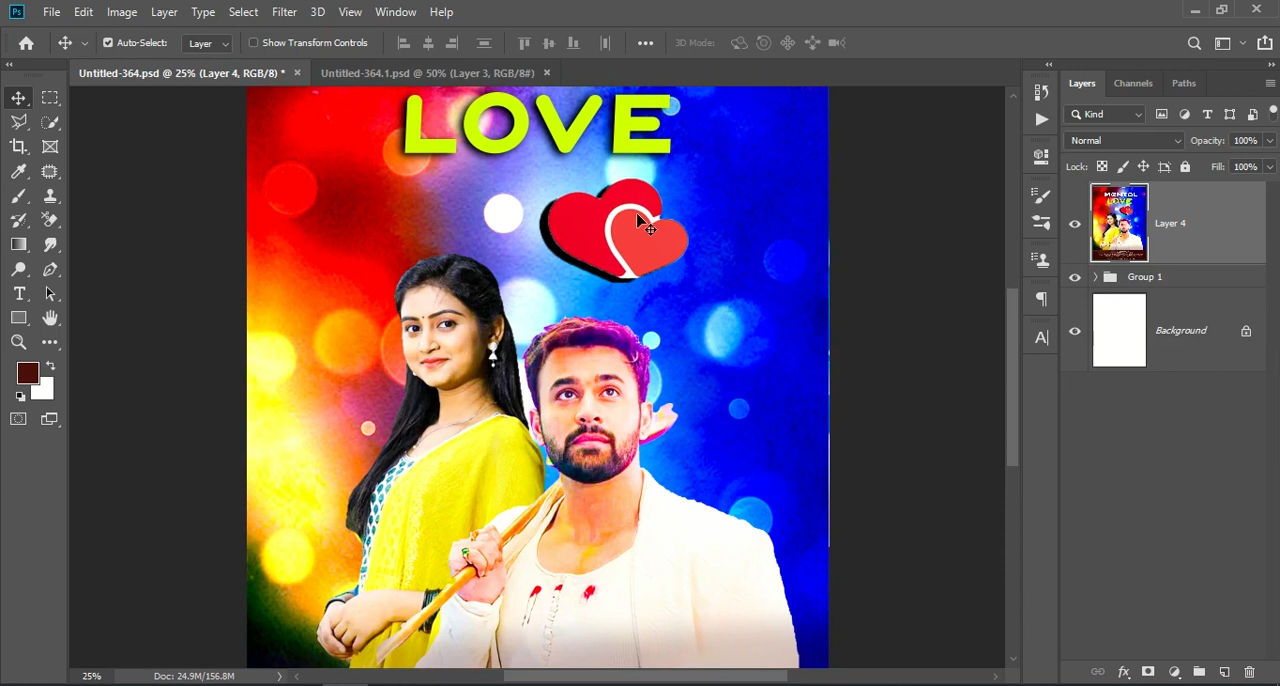 Ps File Edit Image Layer Type Select Filter 3D View Window Help
Auto-Select: Layer Show Transform Controls 3D Mode:
Untitled-364.psd @ 25% (Layer 4, RGB/8) * × Untitled-364.1.psd @ 50% (Layer 3, RGB/8#) ×
Layers Channels Paths
Kind
Normal Opacity: 100%
Lock: Fill: 100%
LOVE
MENTAL
LOVE
Layer 4
Group 1
Background
25% Doc: 24.9M/156.8M